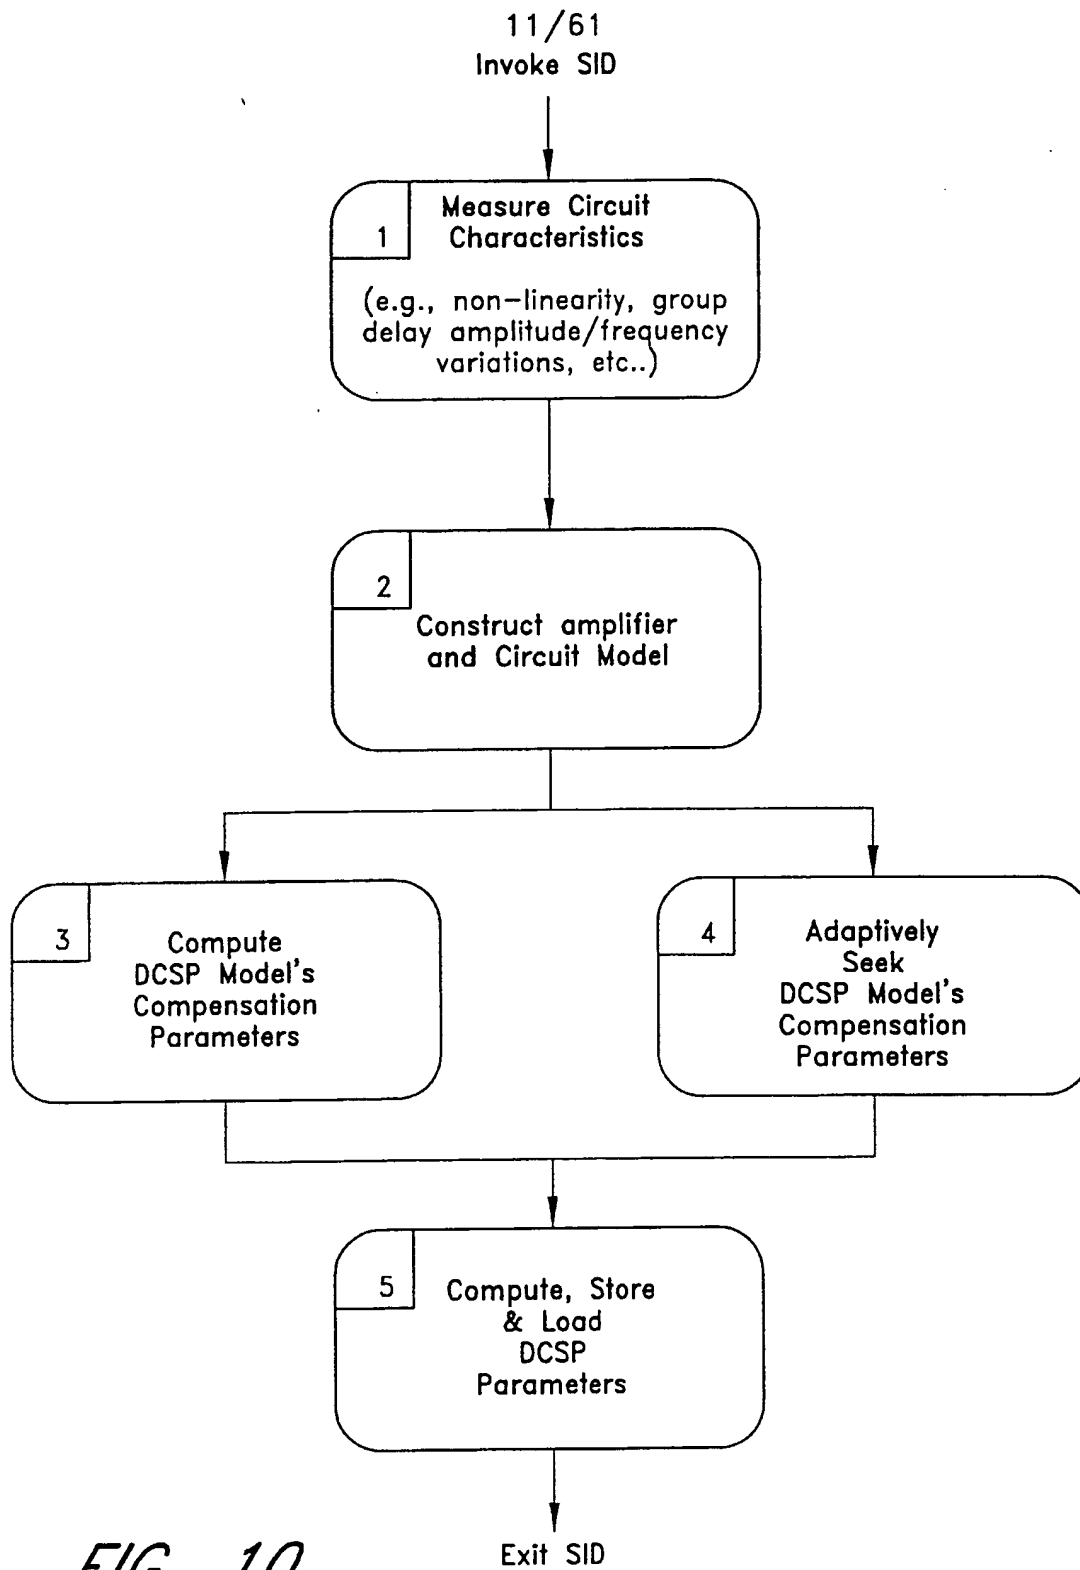 11/61
Invoke SID
1
Measure Circuit
Characteristics
(e.g., non-linearity, group
delay amplitude/frequency
variations, etc..)
2
Construct amplifier
and Circuit Model
3
Compute
DCSP Model's
Compensation
Parameters
4
Adaptively
Seek
DCSP Model's
Compensation
Parameters
5
Compute, Store
& Load
DCSP
Parameters
Exit SID
FIG. 10